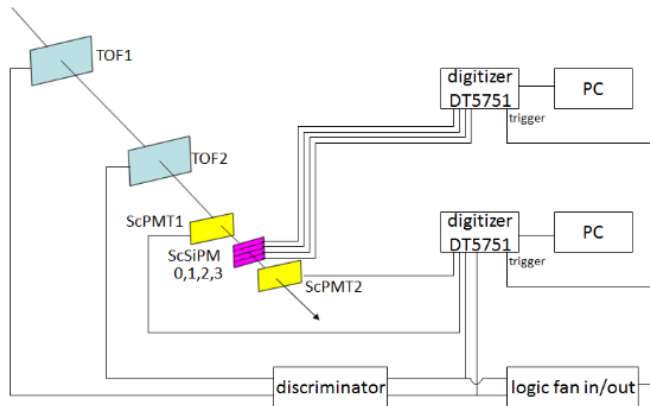 TOF1
digitizer
DT5751
PC
trigger
TOF2
ScPMT1
ScSiPM
0,1,2,3
digitizer
DT5751
PC
trigger
ScPMT2
discriminator
logic fan in/out